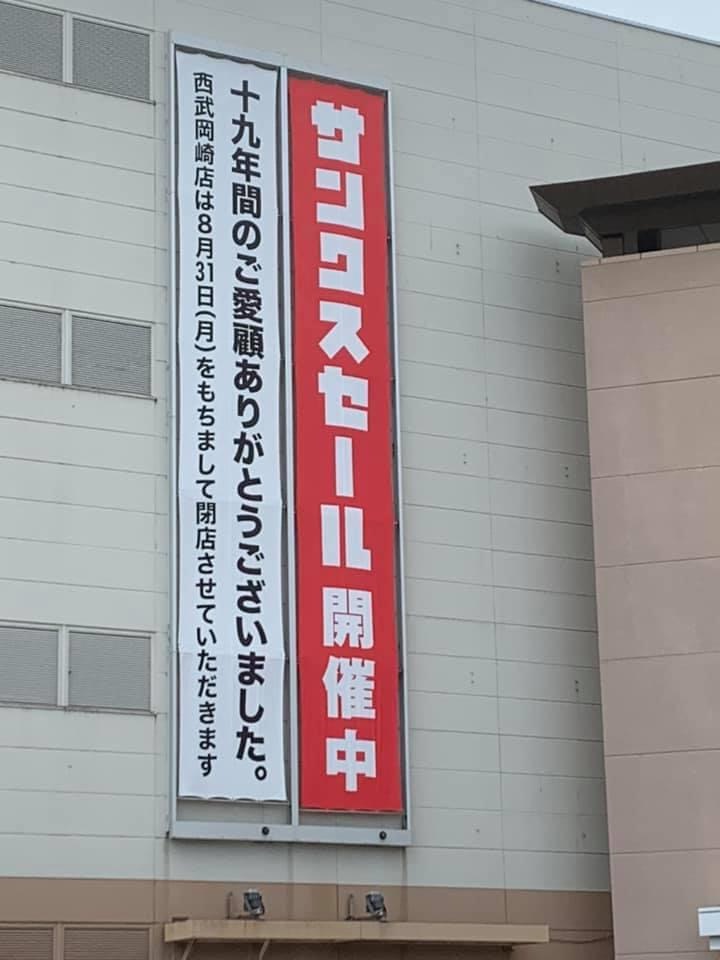 サンクスセール開催中
十九年間のご愛顧ありがとうございました。
西武岡崎店は8月31日(月)をもちまして閉店させていただきます